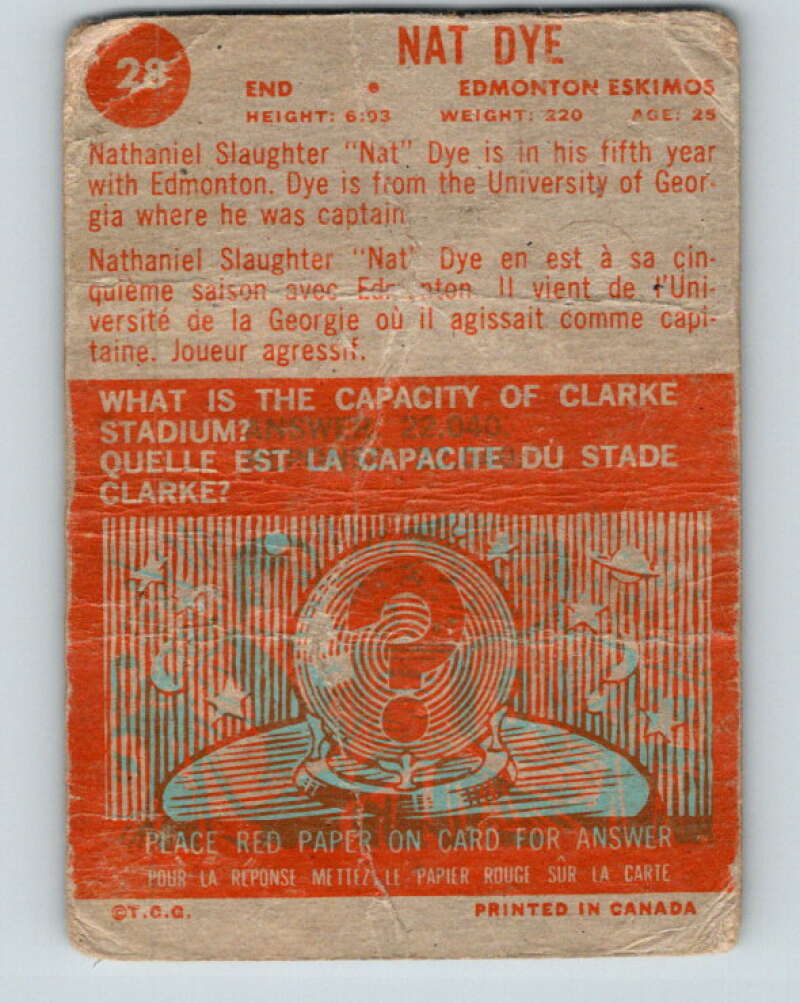 28
NAT DYE
END • EDMONTON ESKIMOS
HEIGHT: 6:03 WEIGHT: 220 AGE: 25
Nathaniel Slaughter "Nat" Dye is in his fifth year
with Edmonton. Dye is from the University of Geor-
gia where he was captain.
Nathaniel Slaughter "Nat" Dye en est à sa cin-
quième saison avec Edmonton. Il vient de l'Uni-
versité de la Georgie où il agissait comme capi-
taine. Joueur agressif.
WHAT IS THE CAPACITY OF CLARKE
STADIUM? ANSWER: 22,040.
QUELLE EST LA CAPACITE DU STADE
CLARKE?
?
PLACE RED PAPER ON CARD FOR ANSWER
POUR LA RÉPONSE METTEZ LE PAPIER ROUGE SUR LA CARTE
©T.C.G. PRINTED IN CANADA